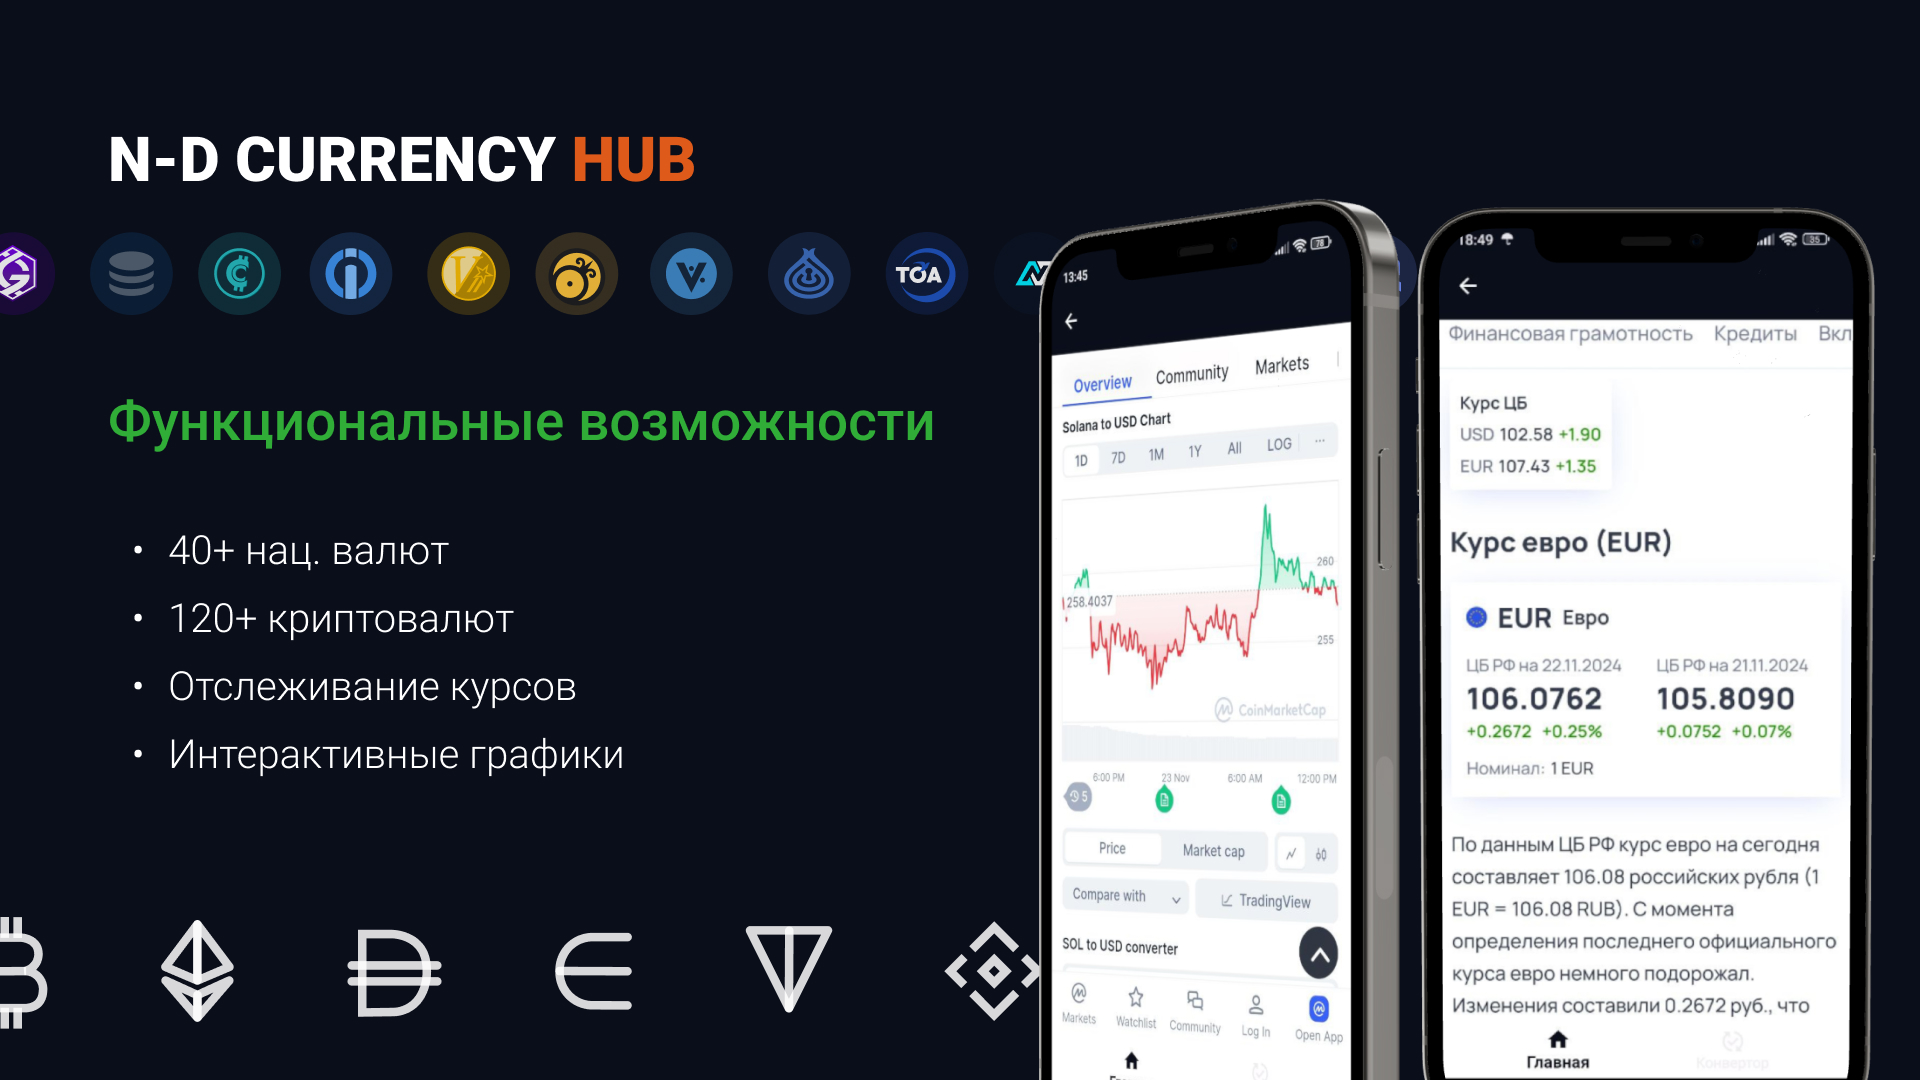 N-D CURRENCY HUB
TOA
Функциональные возможности
• 40+ нац. валют
• 120+ криптовалют
• Отслеживание курсов
• Интерактивные графики
13:45
78
Overview Community Markets
Solana to USD Chart
1D 7D 1M 1Y All LOG ...
260
258.4037
255
CoinMarketCap
6:00 PM 23 Nov 6:00 AM 12:00 PM
5
Price Market cap
Compare with TradingView
SOL to USD converter
Markets Watchlist Community Log In Open App
18:49
35
Финансовая грамотность Кредиты Вкл
Курс ЦБ
USD 102.58 +1.90
EUR 107.43 +1.35
Курс евро (EUR)
EUR Евро
ЦБ РФ на 22.11.2024 ЦБ РФ на 21.11.2024
106.0762 105.8090
+0.2672 +0.25% +0.0752 +0.07%
Номинал: 1 EUR
По данным ЦБ РФ курс евро на сегодня
составляет 106.08 российских рубля (1
EUR = 106.08 RUB). С момента
определения последнего официального
курса евро немного подорожал.
Изменения составили 0.2672 руб., что
Главная Конвертор